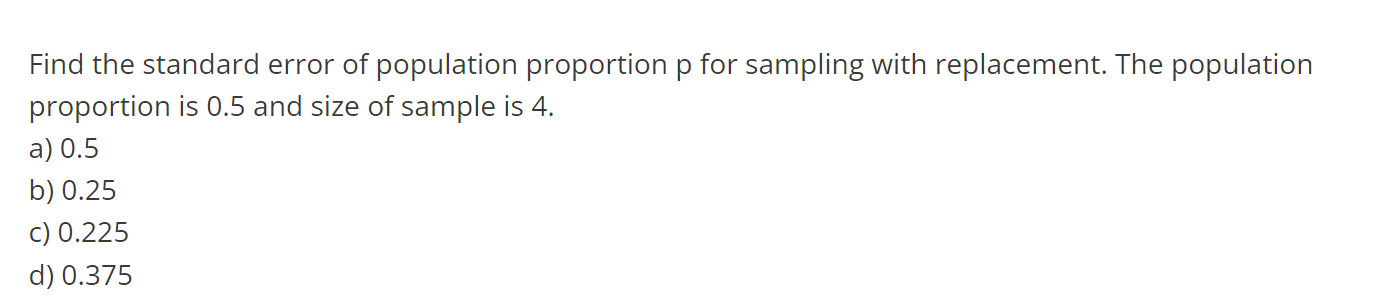 Find the standard error of population proportion p for sampling with replacement. The population
proportion is 0.5 and size of sample is 4.
a) 0.5
b) 0.25
c) 0.225
d) 0.375